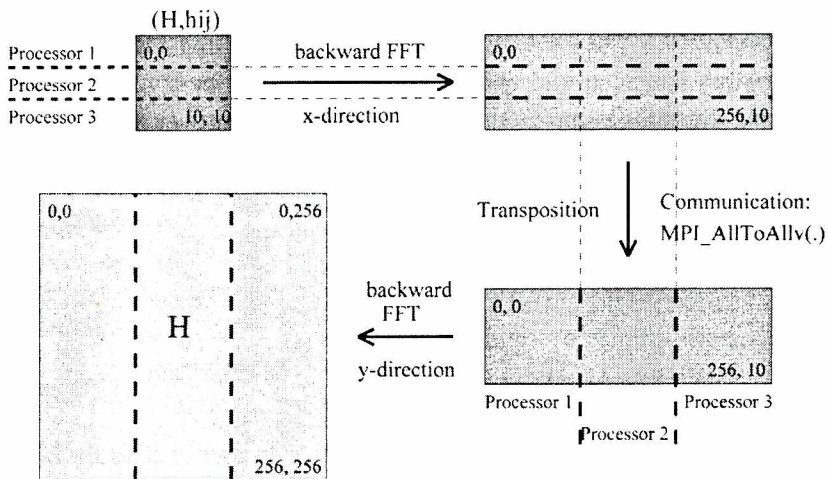 (H,hij)
Processor 1
Processor 2
Processor 3
0,0
10, 10
backward FFT
x-direction
0,0
256,10
Transposition
Communication:
MPI_AllToAllv(.)
0,0
256, 10
Processor 1
Processor 2
Processor 3
backward
FFT
y-direction
0,0
0,256
H
256, 256